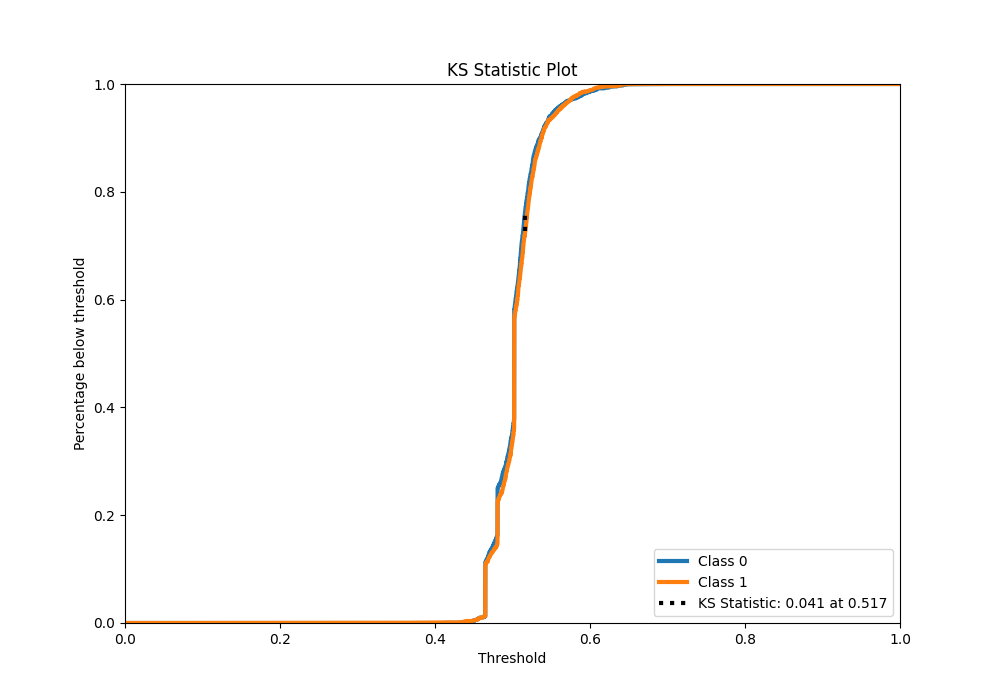 KS Statistic Plot
1.0
0.8
0.6
0.4
0.2
0.0
Percentage below threshold
0.0 0.2 0.4 0.6 0.8 1.0
Threshold
Class 0
Class 1
KS Statistic: 0.041 at 0.517